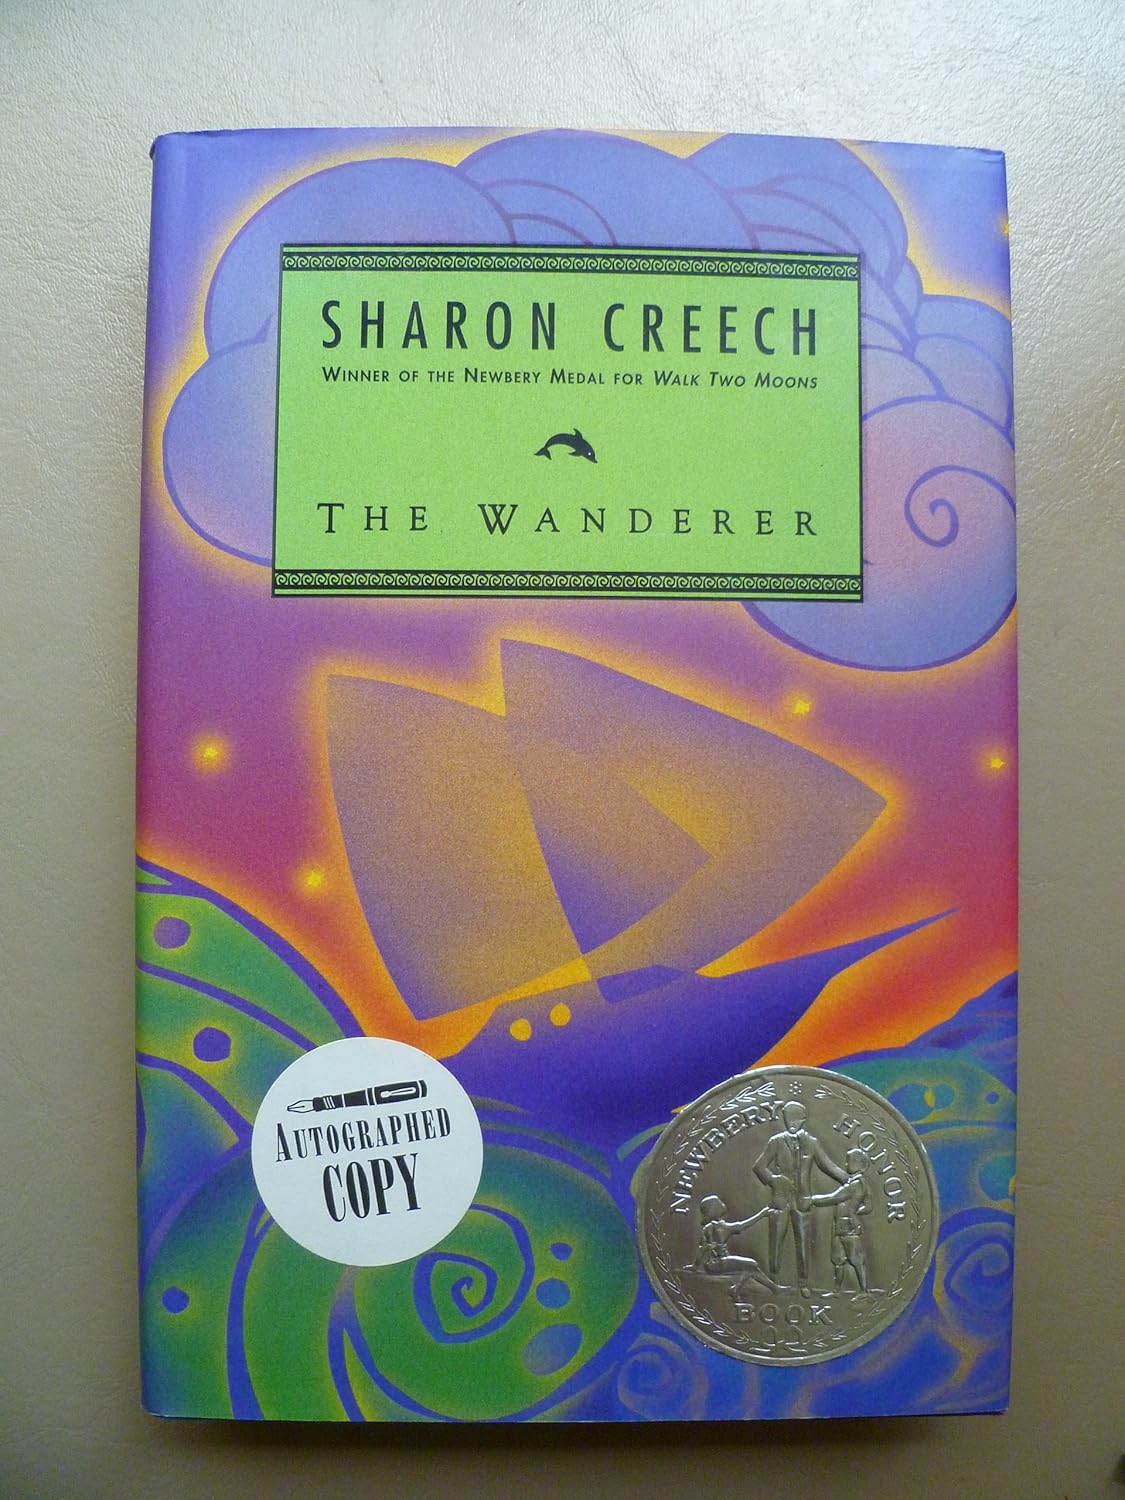 SHARON CREECH
WINNER OF THE NEWBERY MEDAL FOR WALK TWO MOONS
THE WANDERER
AUTOGRAPHED
COPY
NEWBERY HONOR
BOOK